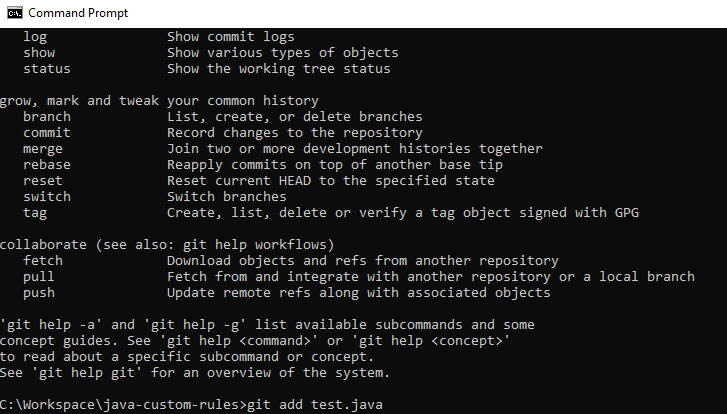 Command Prompt
log Show commit logs
show Show various types of objects
status Show the working tree status
grow, mark and tweak your common history
branch List, create, or delete branches
commit Record changes to the repository
merge Join two or more development histories together
rebase Reapply commits on top of another base tip
reset Reset current HEAD to the specified state
switch Switch branches
tag Create, list, delete or verify a tag object signed with GPG
collaborate (see also: git help workflows)
fetch Download objects and refs from another repository
pull Fetch from and integrate with another repository or a local branch
push Update remote refs along with associated objects
'git help -a' and 'git help -g' list available subcommands and some
concept guides. See 'git help <command>' or 'git help <concept>'
to read about a specific subcommand or concept.
See 'git help git' for an overview of the system.
C:\Workspace\java-custom-rules>git add test.java